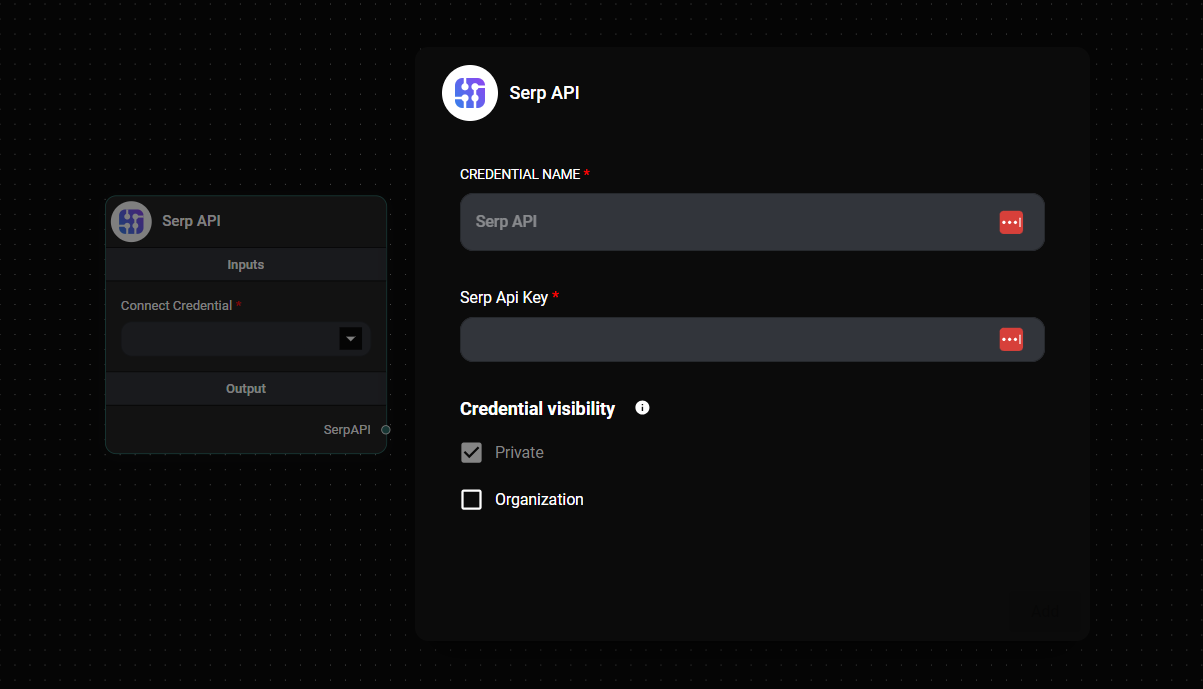 Serp API
CREDENTIAL NAME *
Serp API
Serp Api Key *
Credential visibility
Private
Organization
Serp API
Inputs
Connect Credential *
Output
SerpAPI